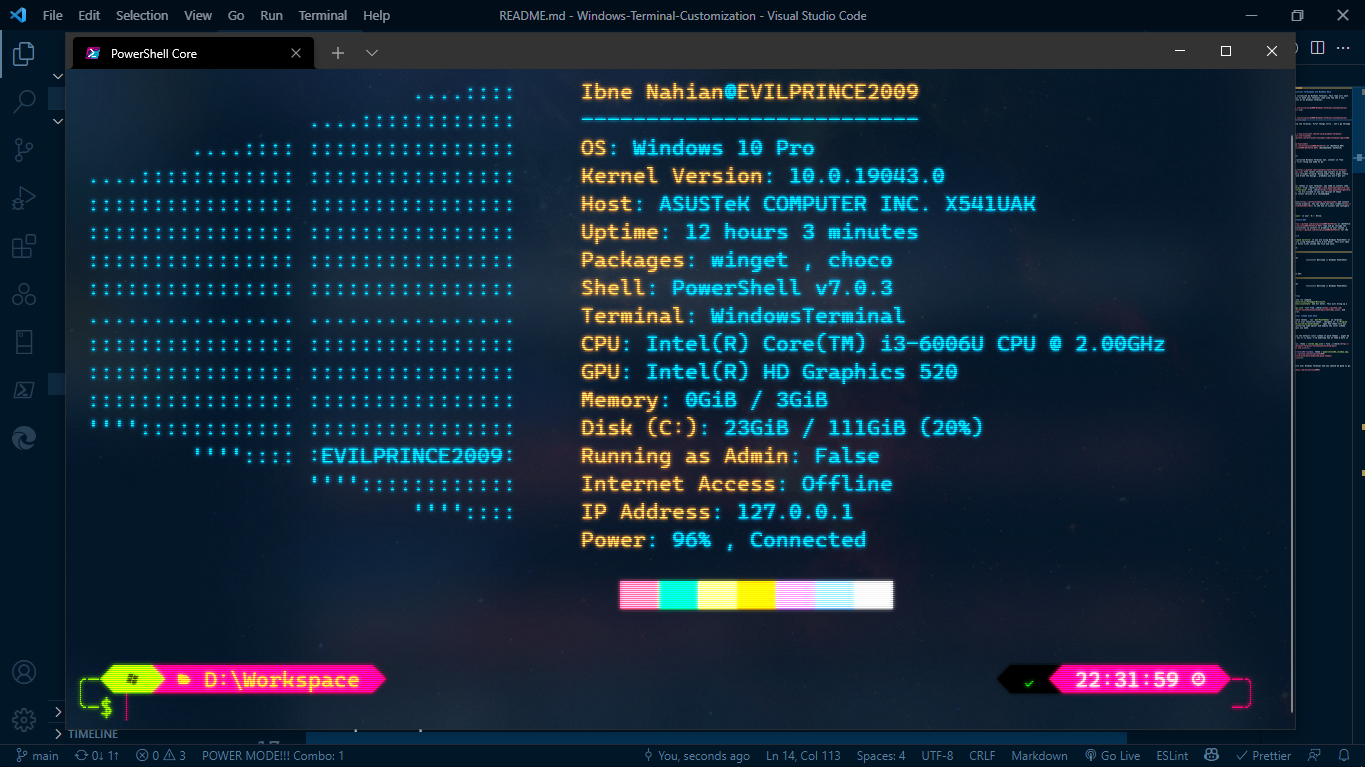 File Edit Selection View Go Run Terminal Help README.md - Windows-Terminal-Customization - Visual Studio Code
PowerShell Core
Ibne Nahian@EVILPRINCE2009
--------------------------
OS: Windows 10 Pro
Kernel Version: 10.0.19043.0
Host: ASUSTeK COMPUTER INC. X541UAK
Uptime: 12 hours 3 minutes
Packages: winget , choco
Shell: PowerShell v7.0.3
Terminal: WindowsTerminal
CPU: Intel(R) Core(TM) i3-6006U CPU @ 2.00GHz
GPU: Intel(R) HD Graphics 520
Memory: 0GiB / 3GiB
Disk (C:): 23GiB / 111GiB (20%)
:EVILPRINCE2009: Running as Admin: False
Internet Access: Offline
IP Address: 127.0.0.1
Power: 96% , Connected
D:\Workspace 22:31:59
$
TIMELINE
main 0↓ 1↑ 0 3 POWER MODE!!! Combo: 1 You, seconds ago Ln 14, Col 113 Spaces: 4 UTF-8 CRLF Markdown Go Live ESLint Prettier